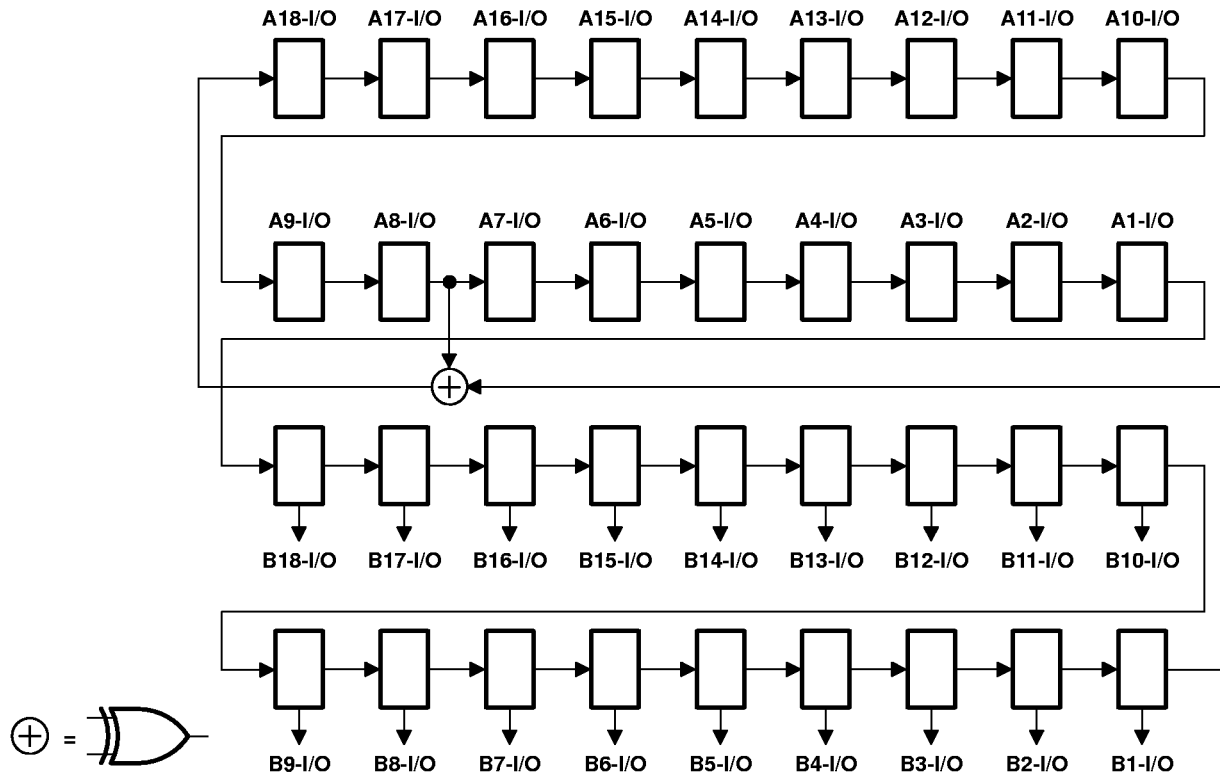 A18-I/O A17-I/O A16-I/O A15-I/O A14-I/O A13-I/O A12-I/O A11-I/O A10-I/O
A9-I/O A8-I/O A7-I/O A6-I/O A5-I/O A4-I/O A3-I/O A2-I/O A1-I/O
B18-I/O B17-I/O B16-I/O B15-I/O B14-I/O B13-I/O B12-I/O B11-I/O B10-I/O
=
B9-I/O B8-I/O B7-I/O B6-I/O B5-I/O B4-I/O B3-I/O B2-I/O B1-I/O